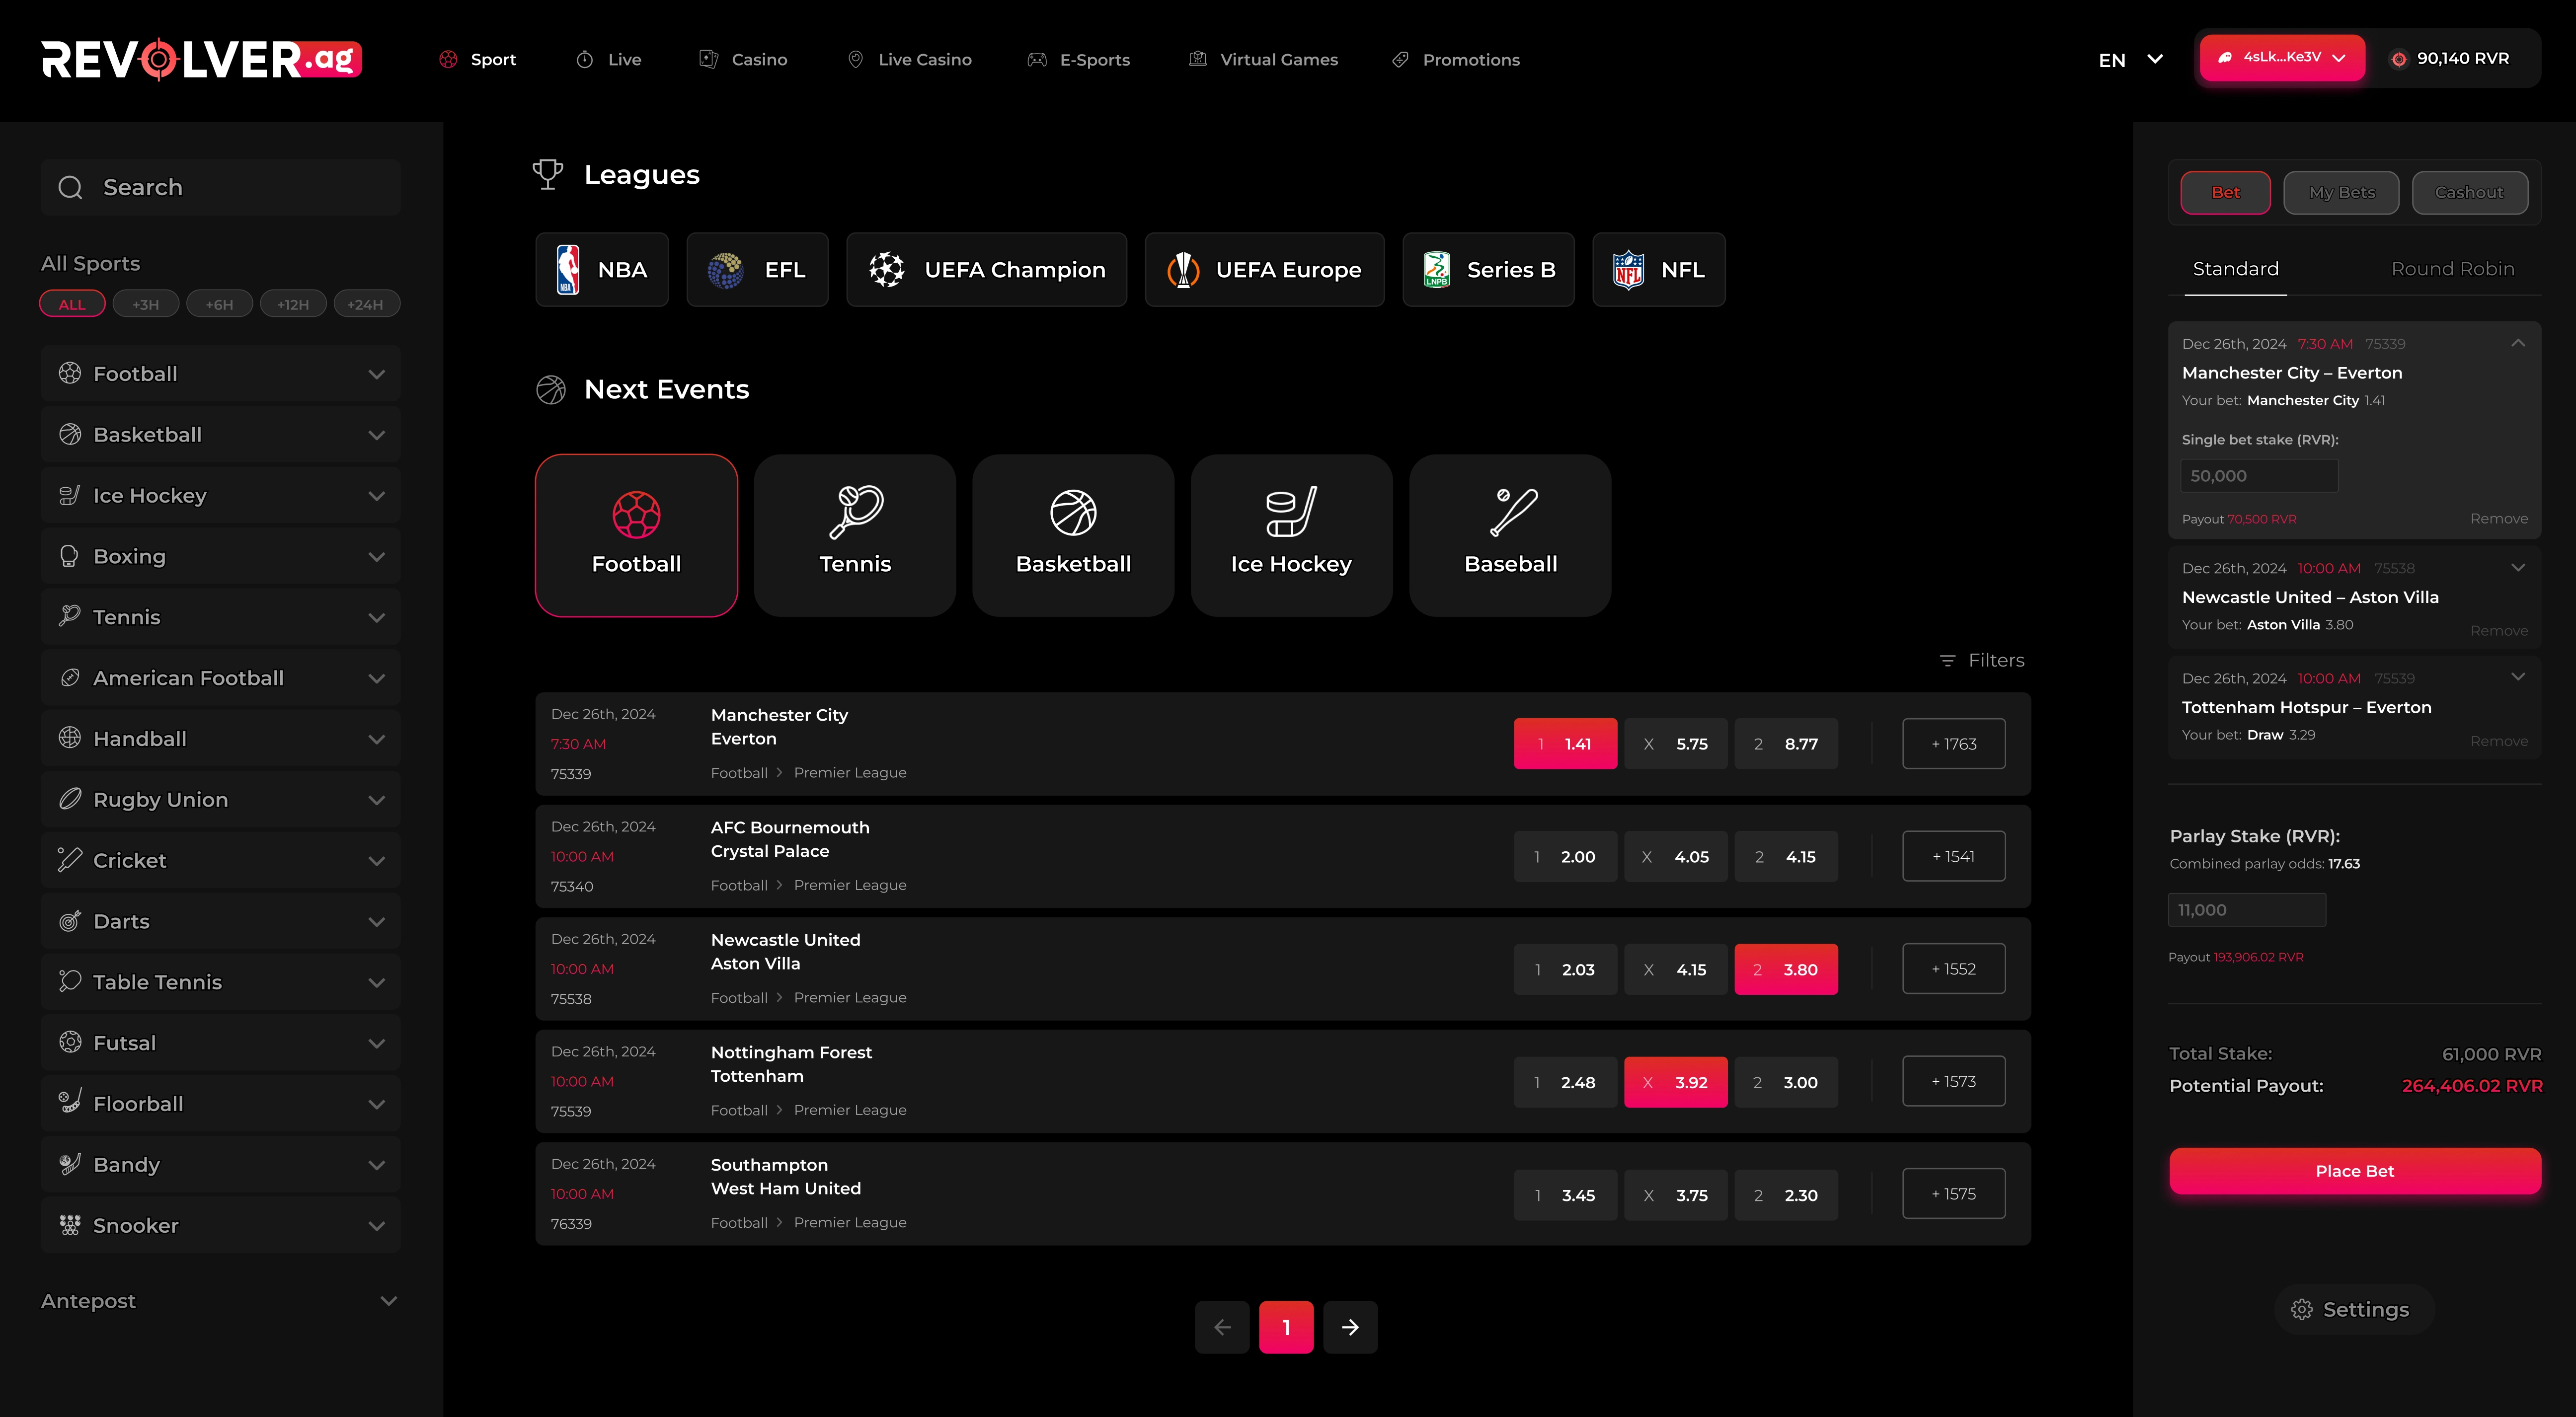 REVOLVER.ag
Sport
Live
Casino
Live Casino
E-Sports
Virtual Games
Promotions
EN
4sLk...Ke3V
90,140 RVR
Search
All Sports
ALL
+3H
+6H
+12H
+24H
Football
Basketball
Ice Hockey
Boxing
Tennis
American Football
Handball
Rugby Union
Cricket
Darts
Table Tennis
Futsal
Floorball
Bandy
Snooker
Antepost
Leagues
NBA
NBA
EFL
UEFA Champion
UEFA Europe
LNPB
Series B
NFL
NFL
Next Events
Football
Tennis
Basketball
Ice Hockey
Baseball
Filters
Dec 26th, 2024
7:30 AM
75339
Manchester City
Everton
Football > Premier League
1 1.41
X 5.75
2 8.77
+ 1763
Dec 26th, 2024
10:00 AM
75340
AFC Bournemouth
Crystal Palace
Football > Premier League
1 2.00
X 4.05
2 4.15
+ 1541
Dec 26th, 2024
10:00 AM
75538
Newcastle United
Aston Villa
Football > Premier League
1 2.03
X 4.15
2 3.80
+ 1552
Dec 26th, 2024
10:00 AM
75539
Nottingham Forest
Tottenham
Football > Premier League
1 2.48
X 3.92
2 3.00
+ 1573
Dec 26th, 2024
10:00 AM
76339
Southampton
West Ham United
Football > Premier League
1 3.45
X 3.75
2 2.30
+ 1575
1
Bet
My Bets
Cashout
Standard
Round Robin
Dec 26th, 2024 7:30 AM 75339
Manchester City – Everton
Your bet: Manchester City 1.41
Single bet stake (RVR):
50,000
Payout 70,500 RVR
Remove
Dec 26th, 2024 10:00 AM 75538
Newcastle United – Aston Villa
Your bet: Aston Villa 3.80
Remove
Dec 26th, 2024 10:00 AM 75539
Tottenham Hotspur – Everton
Your bet: Draw 3.29
Remove
Parlay Stake (RVR):
Combined parlay odds: 17.63
11,000
Payout 193,906.02 RVR
Total Stake: 61,000 RVR
Potential Payout: 264,406.02 RVR
Place Bet
Settings